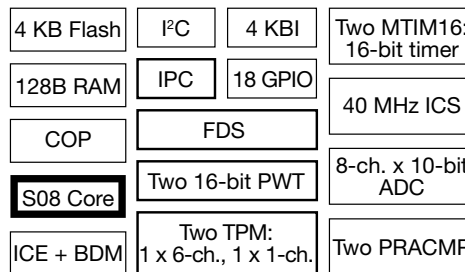 4 KB Flash
128B RAM
COP
S08 Core
ICE + BDM
I²C
4 KBI
IPC
18 GPIO
FDS
Two 16-bit PWT
Two TPM:
1 x 6-ch., 1 x 1-ch.
Two MTIM16:
16-bit timer
40 MHz ICS
8-ch. x 10-bit
ADC
Two PRACMP